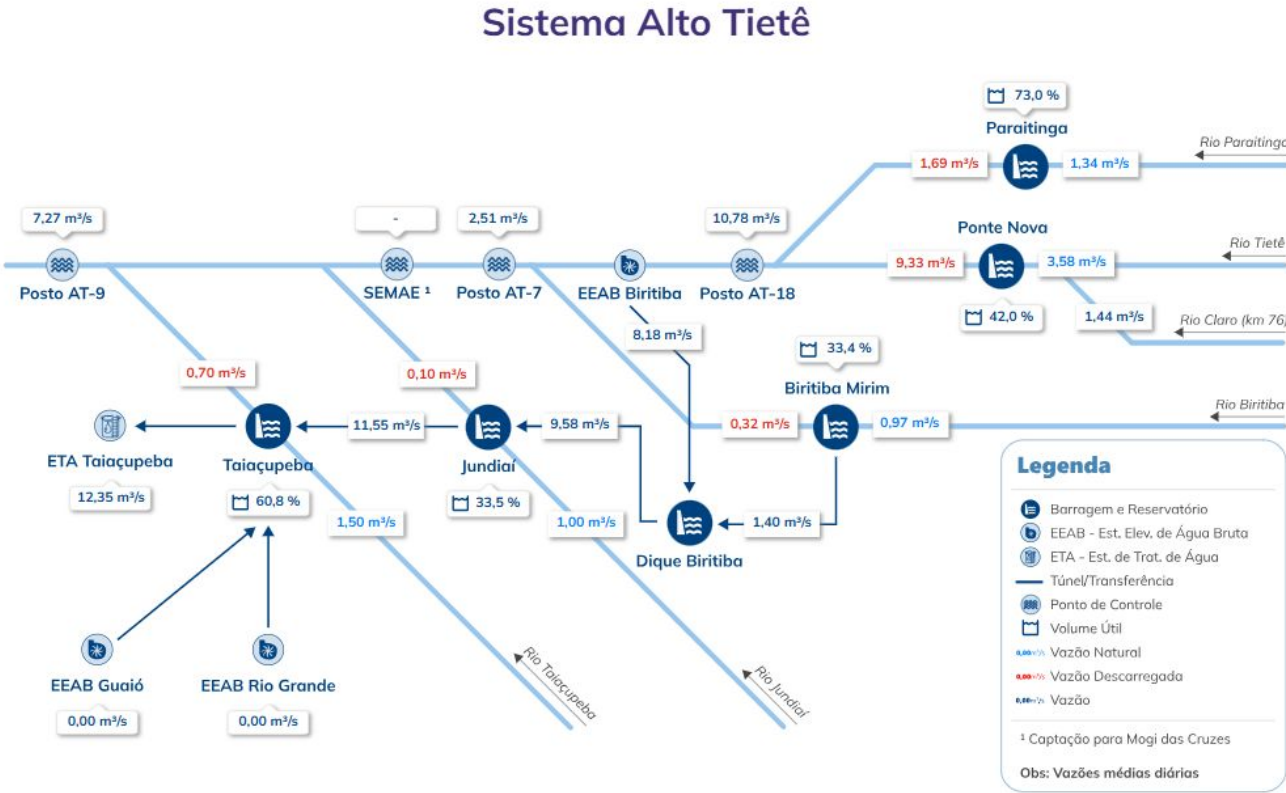 Sistema Alto Tietê
73,0 %
Paraitinga
Rio Paraitinga
1,69 m³/s
1,34 m³/s
7,27 m³/s
-
2,51 m³/s
10,78 m³/s
Ponte Nova
Rio Tietê
9,33 m³/s
3,58 m³/s
Posto AT-9
SEMAE ¹
Posto AT-7
EEAB Biritiba
Posto AT-18
42,0 %
1,44 m³/s
Rio Claro (km 76)
8,18 m³/s
33,4 %
0,70 m³/s
0,10 m³/s
Biritiba Mirim
Rio Biritiba
11,55 m³/s
9,58 m³/s
0,32 m³/s
0,97 m³/s
ETA Taiaçupeba
Taiaçupeba
Jundiaí
12,35 m³/s
60,8 %
33,5 %
1,50 m³/s
1,00 m³/s
1,40 m³/s
Dique Biritiba
EEAB Guaió
EEAB Rio Grande
0,00 m³/s
0,00 m³/s
Rio Taiaçupeba
Rio Jundiaí
Legenda
Barragem e Reservatório
EEAB - Est. Elev. de Água Bruta
ETA - Est. de Trat. de Água
Túnel/Transferência
Ponto de Controle
Volume Útil
0,00m³/s Vazão Natural
0,00m³/s Vazão Descarregada
0,00m³/s Vazão
¹ Captação para Mogi das Cruzes
Obs: Vazões médias diárias